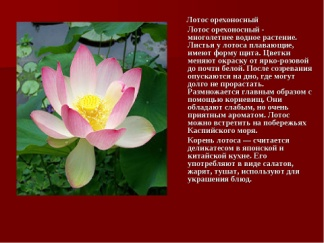 Лотос орехоносный
Лотос орехоносный -
многолетнее водное растение.
Листья у лотоса плавающие,
имеют форму щита. Цветки
меняют окраску от ярко-розовой
до почти белой. После созревания
опускаются на дно, где могут
долго не прорастать.
Размножается главным образом с
помощью корневищ. Они
обладают слабым, но очень
приятным ароматом. Лотос
можно встретить на побережьях
Каспийского моря.
Корень лотоса — считается
деликатесом в японской и
китайской кухне. Его
употребляют в виде салатов,
жарят, тушат, используют для
украшения блюд.